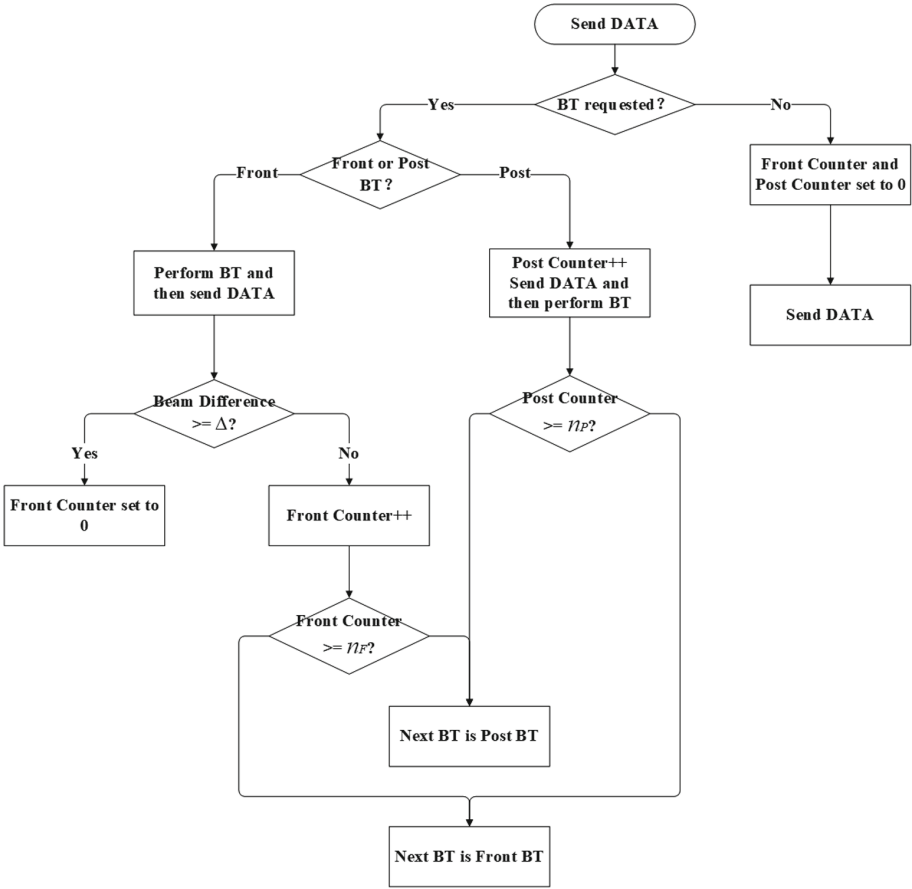 Send DATA
BT requested?
Yes
No
Front or Post
BT?
Front
Post
Front Counter and
Post Counter set to 0
Perform BT and
then send DATA
Post Counter++
Send DATA and
then perform BT
Send DATA
Beam Difference
>= Δ?
Post Counter
>= nP?
Yes
No
Front Counter set to
0
Front Counter++
Front Counter
>= nF?
Next BT is Post BT
Next BT is Front BT